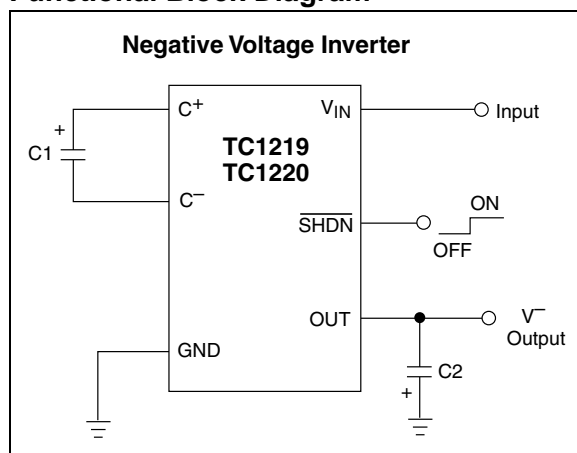 Functional Block Diagram
Negative Voltage Inverter
C+
VIN
Input
+
C1
TC1219
TC1220
C–
SHDN
ON
OFF
OUT
V–
Output
GND
C2
+